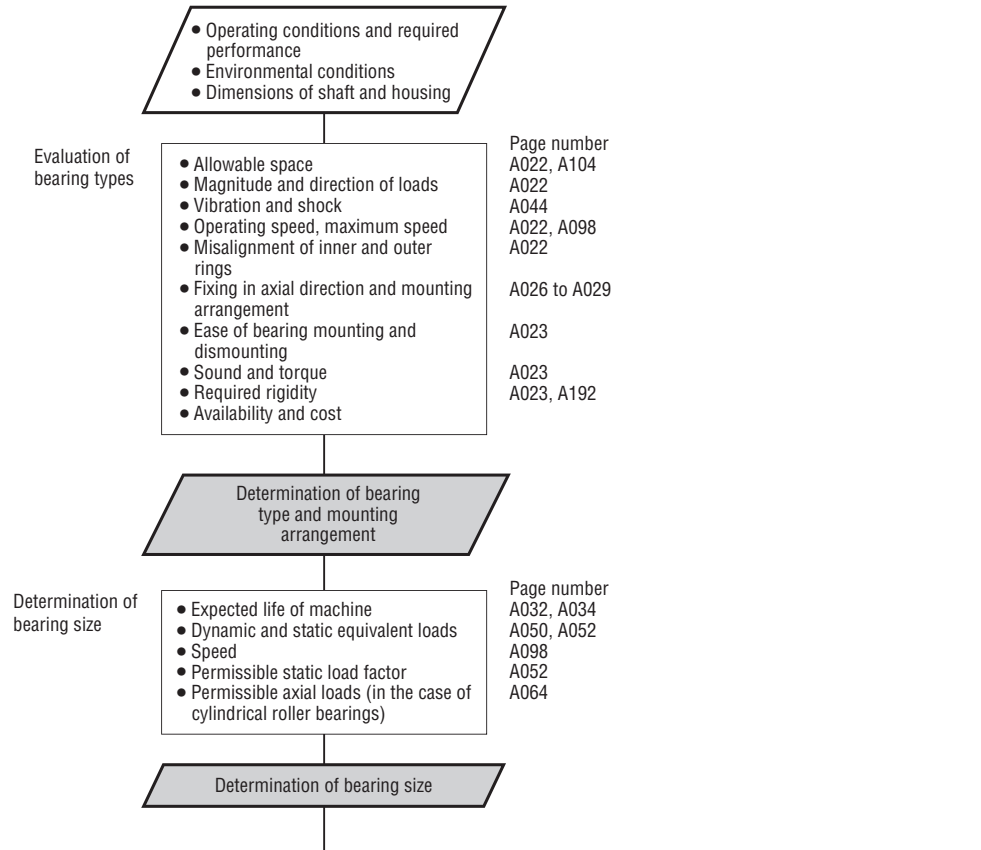 ● Operating conditions and required
performance
● Environmental conditions
● Dimensions of shaft and housing
Evaluation of
bearing types
Page number
● Allowable space A022, A104
● Magnitude and direction of loads A022
● Vibration and shock A044
● Operating speed, maximum speed A022, A098
● Misalignment of inner and outer A022
rings
● Fixing in axial direction and mounting A026 to A029
arrangement
● Ease of bearing mounting and A023
dismounting
● Sound and torque A023
● Required rigidity A023, A192
● Availability and cost
Determination of bearing
type and mounting
arrangement
Determination of
bearing size
Page number
● Expected life of machine A032, A034
● Dynamic and static equivalent loads A050, A052
● Speed A098
● Permissible static load factor A052
● Permissible axial loads (in the case of A064
cylindrical roller bearings)
Determination of bearing size